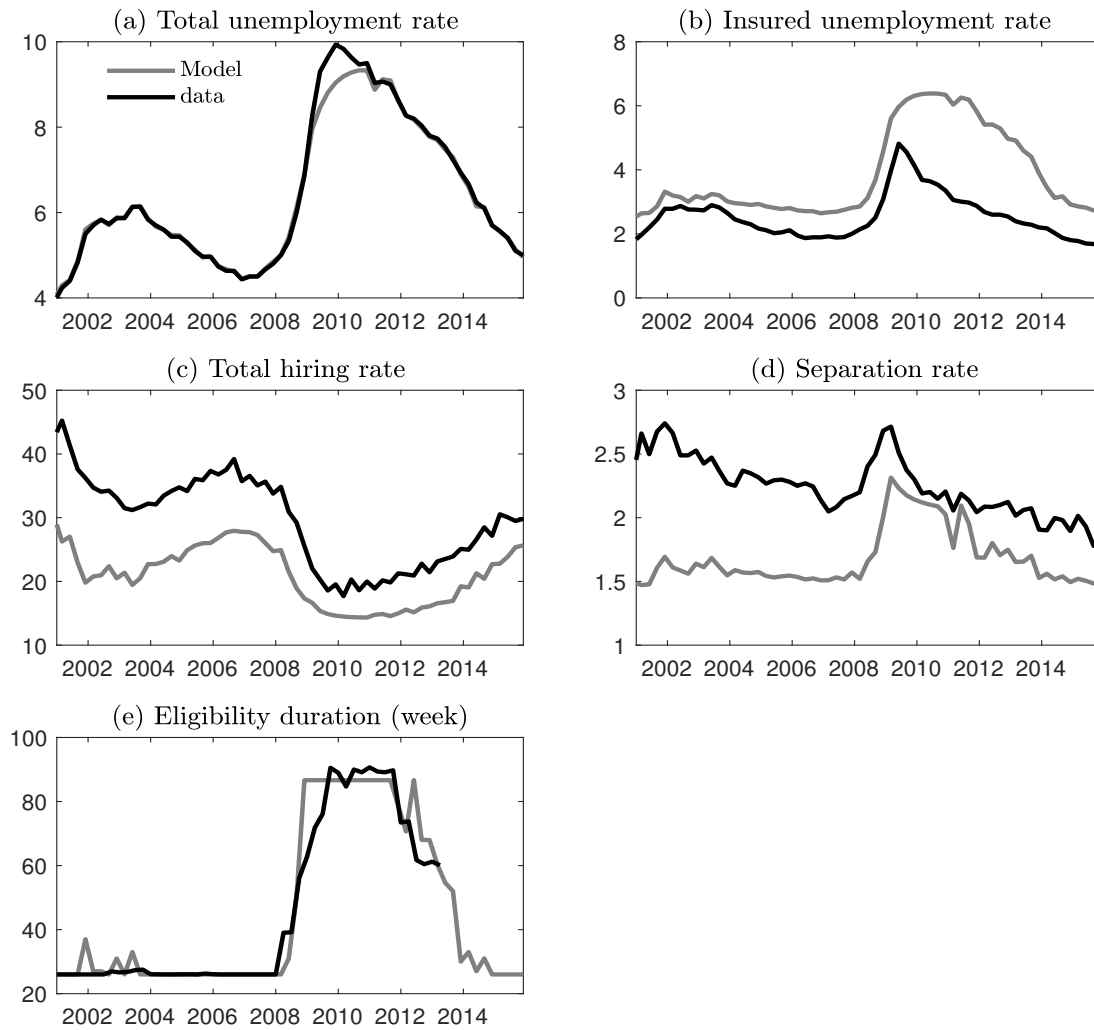 (a) Total unemployment rate
10
8
6
4
Model
data
2002 2004 2006 2008 2010 2012 2014
(b) Insured unemployment rate
8
6
4
2
0
2002 2004 2006 2008 2010 2012 2014
(c) Total hiring rate
50
40
30
20
10
2002 2004 2006 2008 2010 2012 2014
(d) Separation rate
3
2.5
2
1.5
1
2002 2004 2006 2008 2010 2012 2014
(e) Eligibility duration (week)
100
80
60
40
20
2002 2004 2006 2008 2010 2012 2014